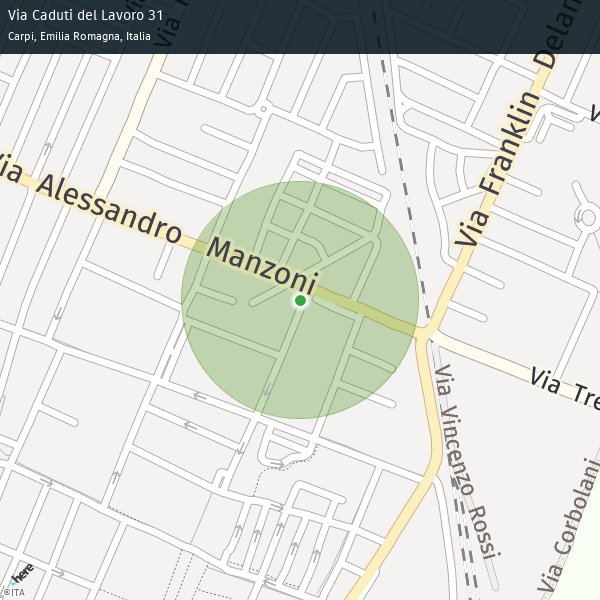 Via Caduti del Lavoro 31
Carpi, Emilia Romagna, Italia
Via Franklin Delan
Via Alessandro Manzoni
Via Tre
Via Vincenzo Rossi
Via Corbolani
here
©ITA